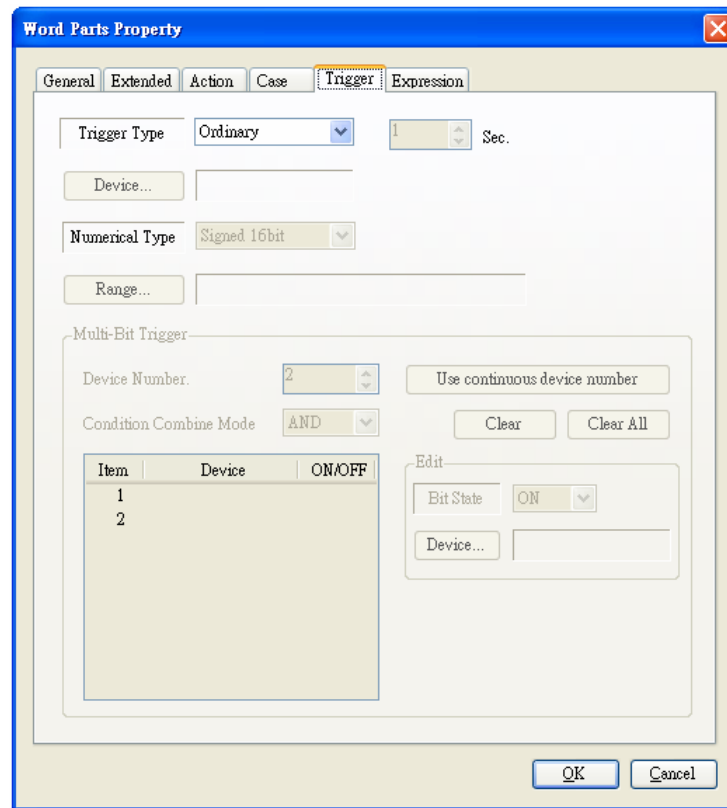 Word Parts Property
General Extended Action Case Trigger Expression
Trigger Type Ordinary 1 Sec.
Device...
Numerical Type Signed 16bit
Range...
Multi-Bit Trigger
Device Number. 2 Use continuous device number
Condition Combine Mode AND Clear Clear All
Item Device ON/OFF
1
2
Edit
Bit State ON
Device...
OK Cancel